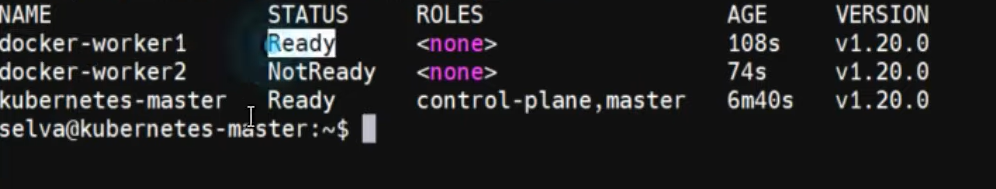 NAME STATUS ROLES AGE VERSION
docker-worker1 Ready <none> 108s v1.20.0
docker-worker2 NotReady <none> 74s v1.20.0
kubernetes-master Ready control-plane,master 6m40s v1.20.0
selva@kubernetes-master:~$